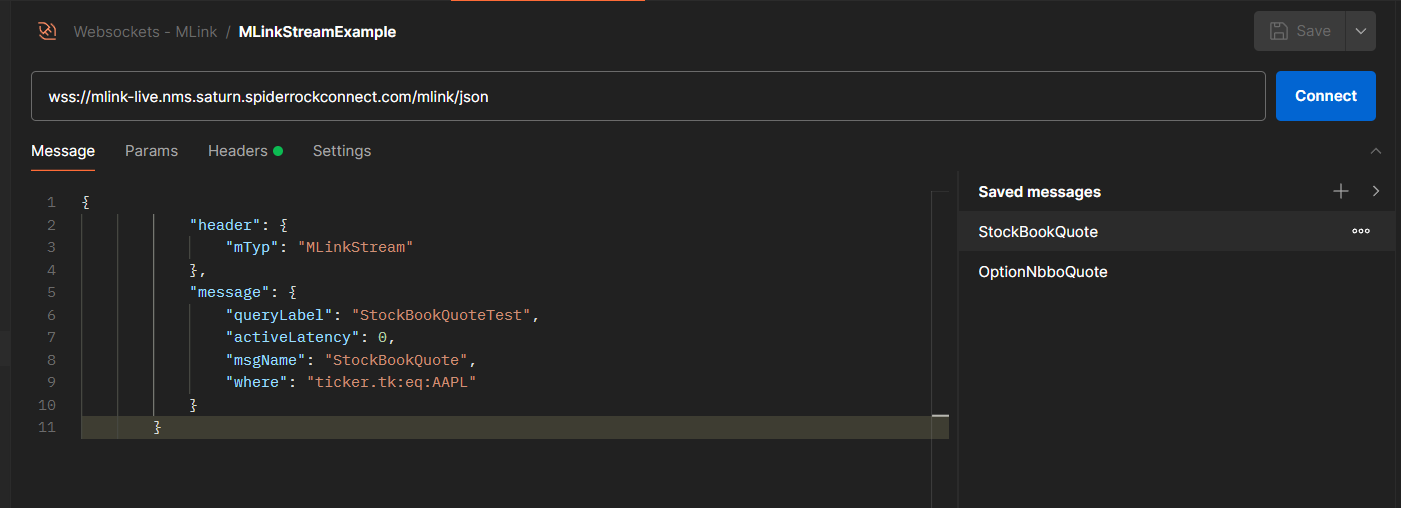 Websockets - MLink / MLinkStreamExample
Save
wss://mlink-live.nms.saturn.spiderrockconnect.com/mlink/json
Connect
Message Params Headers Settings
1 {
2 "header": {
3 "mTyp": "MLinkStream"
4 },
5 "message": {
6 "queryLabel": "StockBookQuoteTest",
7 "activeLatency": 0,
8 "msgName": "StockBookQuote",
9 "where": "ticker.tk:eq:AAPL"
10 }
11 }
Saved messages
StockBookQuote
OptionNbboQuote